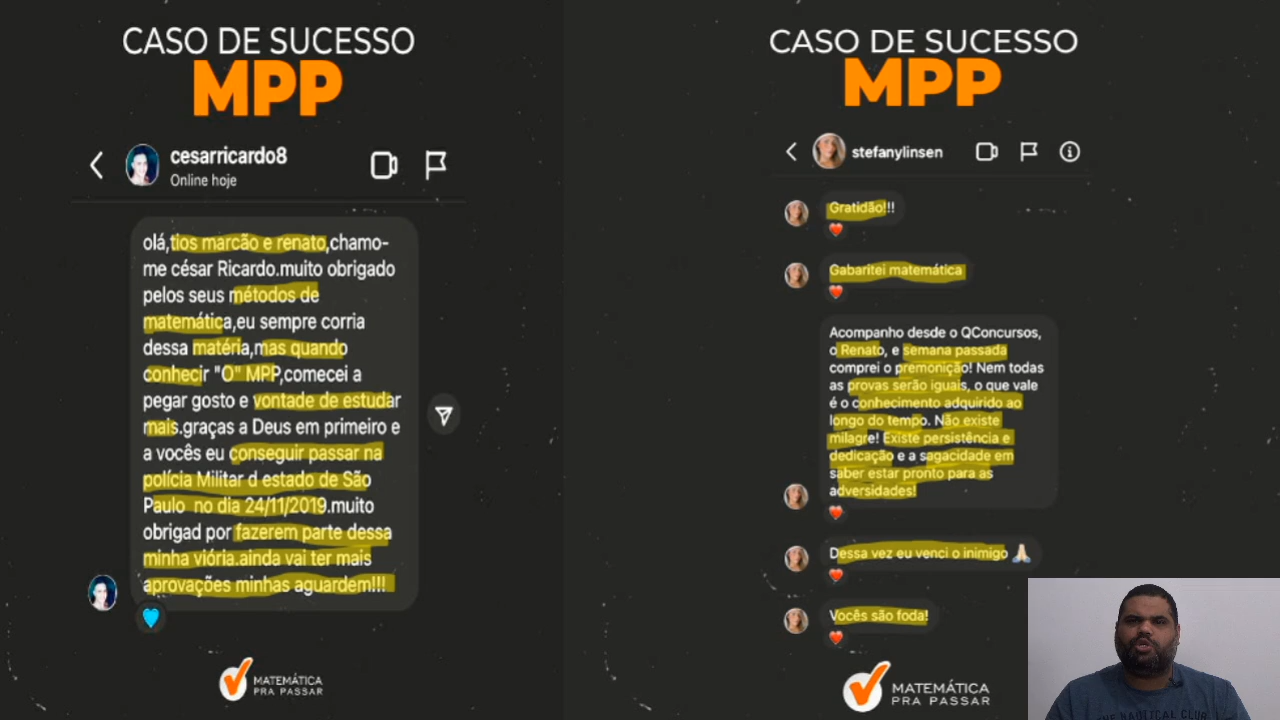 CASO DE SUCESSO
MPP
cesarricardo8
Online hoje
olá,tios marcão e renato,chamo-
me césar Ricardo.muito obrigado
pelos seus métodos de
matemática,eu sempre corria
dessa matéria,mas quando
conhecir "O" MPP,comecei a
pegar gosto e vontade de estudar
mais.graças a Deus em primeiro e
a vocês eu conseguir passar na
polícia Militar d estado de São
Paulo no dia 24/11/2019.muito
obrigad por fazerem parte dessa
minha viória.ainda vai ter mais
aprovações minhas aguardem!!!
MATEMÁTICA
PRA PASSAR
CASO DE SUCESSO
MPP
stefanylinsen
Gratidão!!!
Gabaritei matemática
Acompanho desde o QConcursos,
o Renato, e semana passada
comprei o premonição! Nem todas
as provas serão iguais, o que vale
é o conhecimento adquirido ao
longo do tempo. Não existe
milagre! Existe persistência e
dedicação e a sagacidade em
saber estar pronto para as
adversidades!
Dessa vez eu venci o inimigo 🙏🏻
Vocês são foda!
MATEMÁTICA
PRA PASSAR